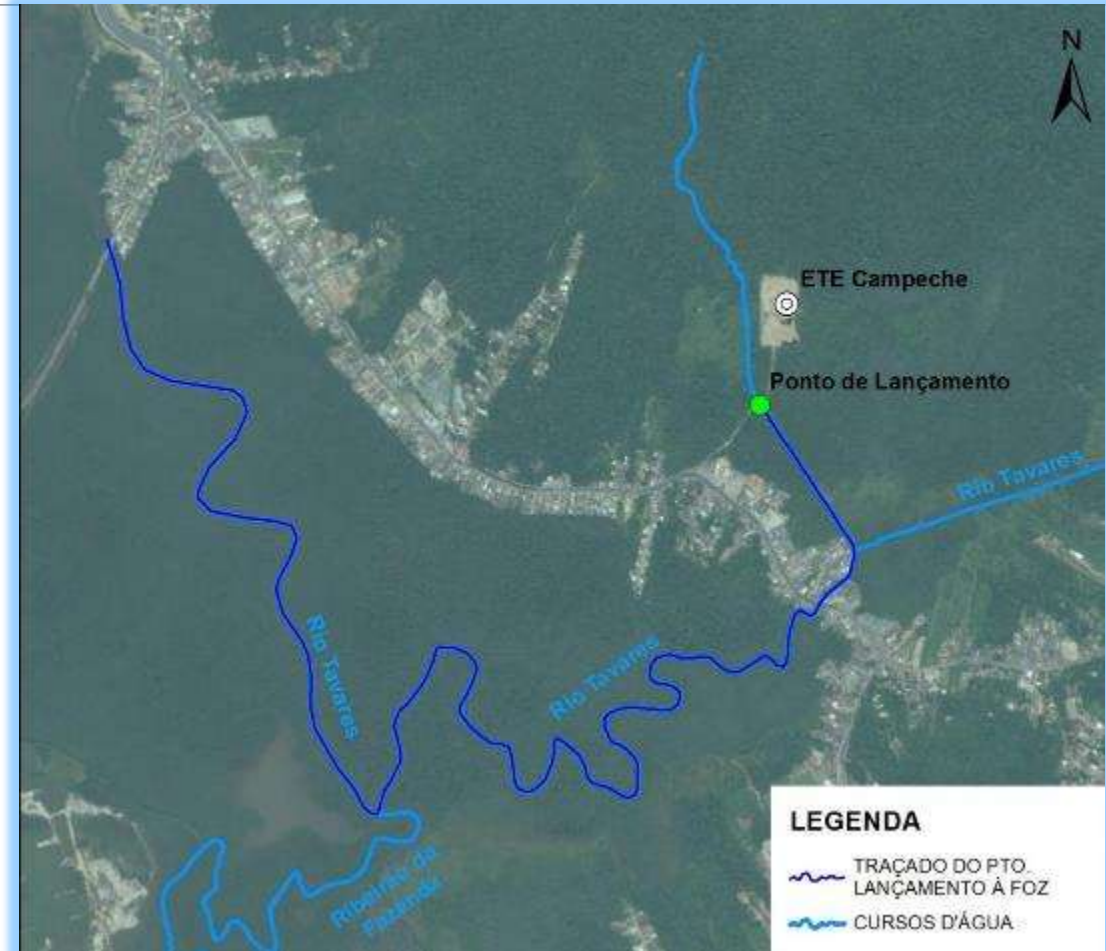 N
ETE Campeche
Ponto de Lançamento
Rio Tavares
Rio Tavares
Rio Tavares
Ribeirão da
Fazenda
LEGENDA
TRAÇADO DO PTO.
LANÇAMENTO À FOZ
CURSOS D'ÁGUA